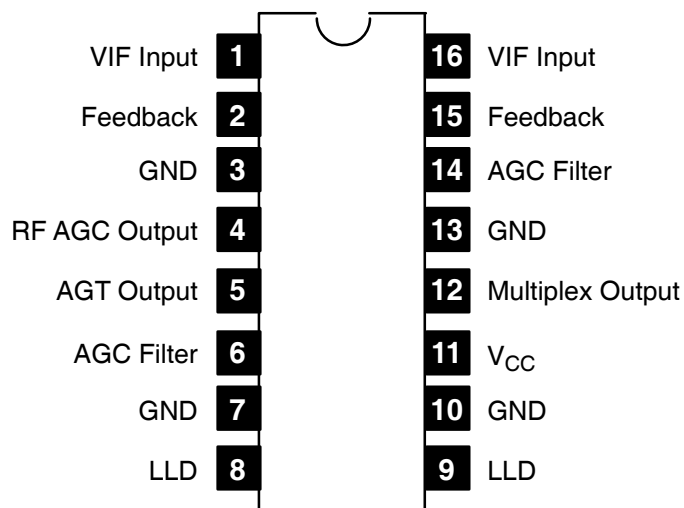 VIF Input 1 16 VIF Input
Feedback 2 15 Feedback
GND 3 14 AGC Filter
RF AGC Output 4 13 GND
AGT Output 5 12 Multiplex Output
AGC Filter 6 11 VCC
GND 7 10 GND
LLD 8 9 LLD